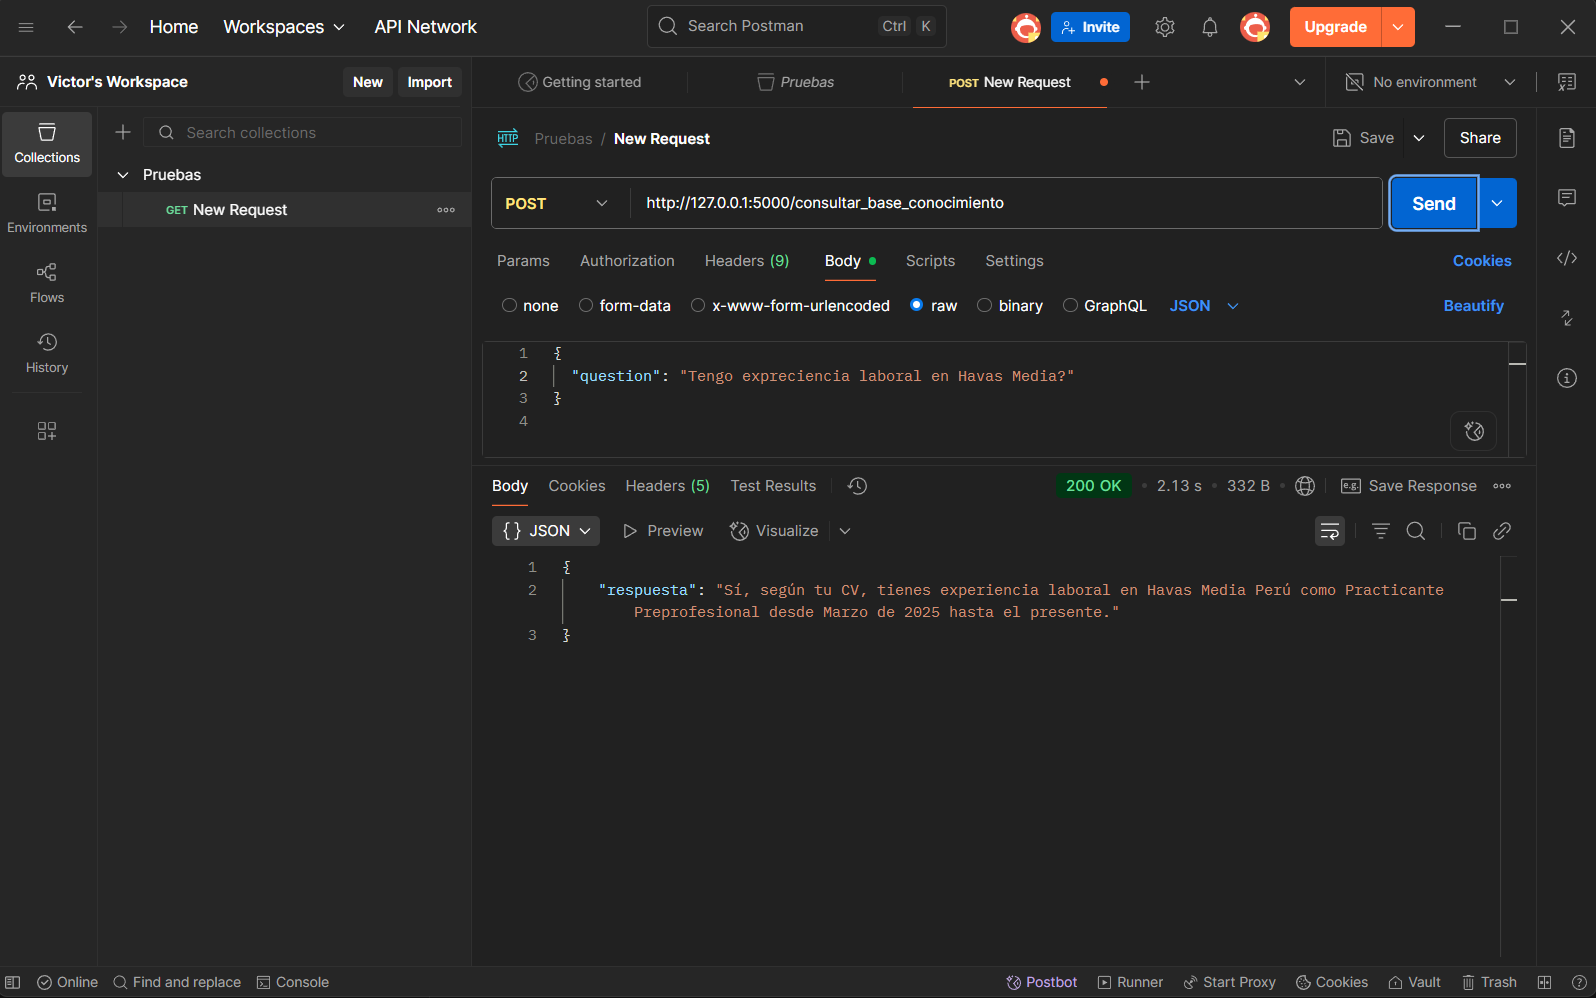 Home Workspaces API Network Search Postman Ctrl K Invite Upgrade
Victor's Workspace New Import Getting started Pruebas POST New Request No environment
Collections Search collections
Pruebas
GET New Request
Environments
Flows
History
HTTP Pruebas / New Request Save Share
POST http://127.0.0.1:5000/consultar_base_conocimiento Send
Params Authorization Headers (9) Body Scripts Settings Cookies
none form-data x-www-form-urlencoded raw binary GraphQL JSON Beautify
1 {
2 "question": "Tengo expreciencia laboral en Havas Media?"
3 }
4
Body Cookies Headers (5) Test Results 200 OK • 2.13 s • 332 B • e.g. Save Response
{} JSON Preview Visualize
1 {
2 "respuesta": "Sí, según tu CV, tienes experiencia laboral en Havas Media Perú como Practicante
Preprofesional desde Marzo de 2025 hasta el presente."
3 }
Online Find and replace Console Postbot Runner Start Proxy Cookies Vault Trash